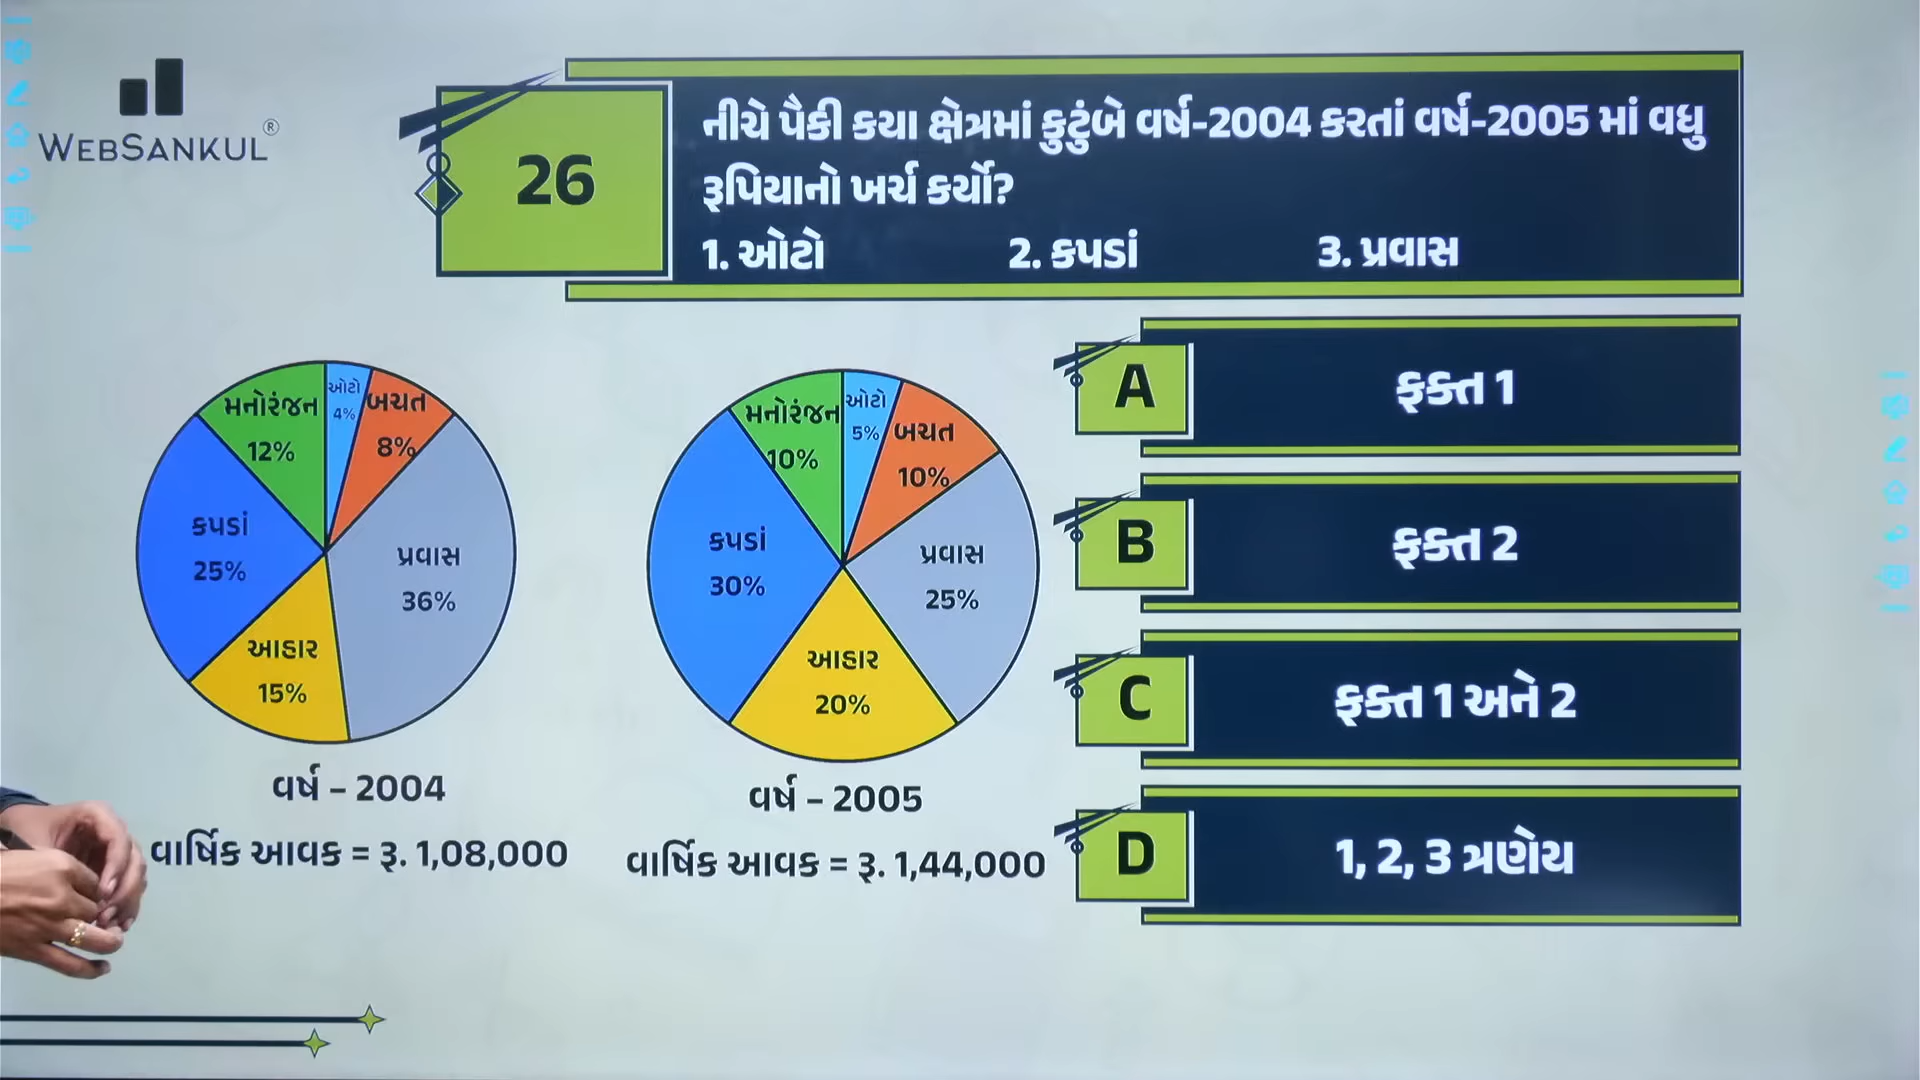 WEBSANKUL®
26
નીચે પૈકી કયા ક્ષેત્રમાં કુટુંબે વર્ષ-2004 કરતાં વર્ષ-2005 માં વધુ
રૂપિયાનો ખર્ચ કર્યો?
1. ઓટો 2. કપડાં 3. પ્રવાસ
મનોરંજન
12%
ઓટો
4%
બચત
8%
કપડાં
25%
પ્રવાસ
36%
આહાર
15%
વર્ષ – 2004
વાર્ષિક આવક = રૂ. 1,08,000
મનોરંજન
10%
ઓટો
5%
બચત
10%
કપડાં
30%
પ્રવાસ
25%
આહાર
20%
વર્ષ – 2005
વાર્ષિક આવક = રૂ. 1,44,000
A ફક્ત 1
B ફક્ત 2
C ફક્ત 1 અને 2
D 1, 2, 3 ત્રણેય